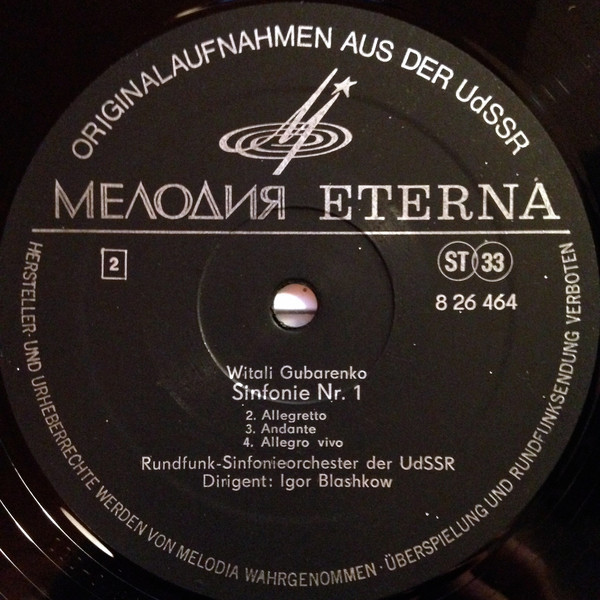 ORIGINALAUFNAHMEN AUS DER UdSSR
МЕЛОДИЯ ETERNA
2
ST 33
8 26 464
Witali Gubarenko
Sinfonie Nr. 1
2. Allegretto
3. Andante
4. Allegro vivo
Rundfunk-Sinfonieorchester der UdSSR
Dirigent: Igor Blashkow
HERSTELLER UND URHEBERRECHTE WERDEN VON MELODIA WAHRGENOMMEN · ÜBERSPIELUNG UND RUNDFUNKSENDUNG VERBOTEN